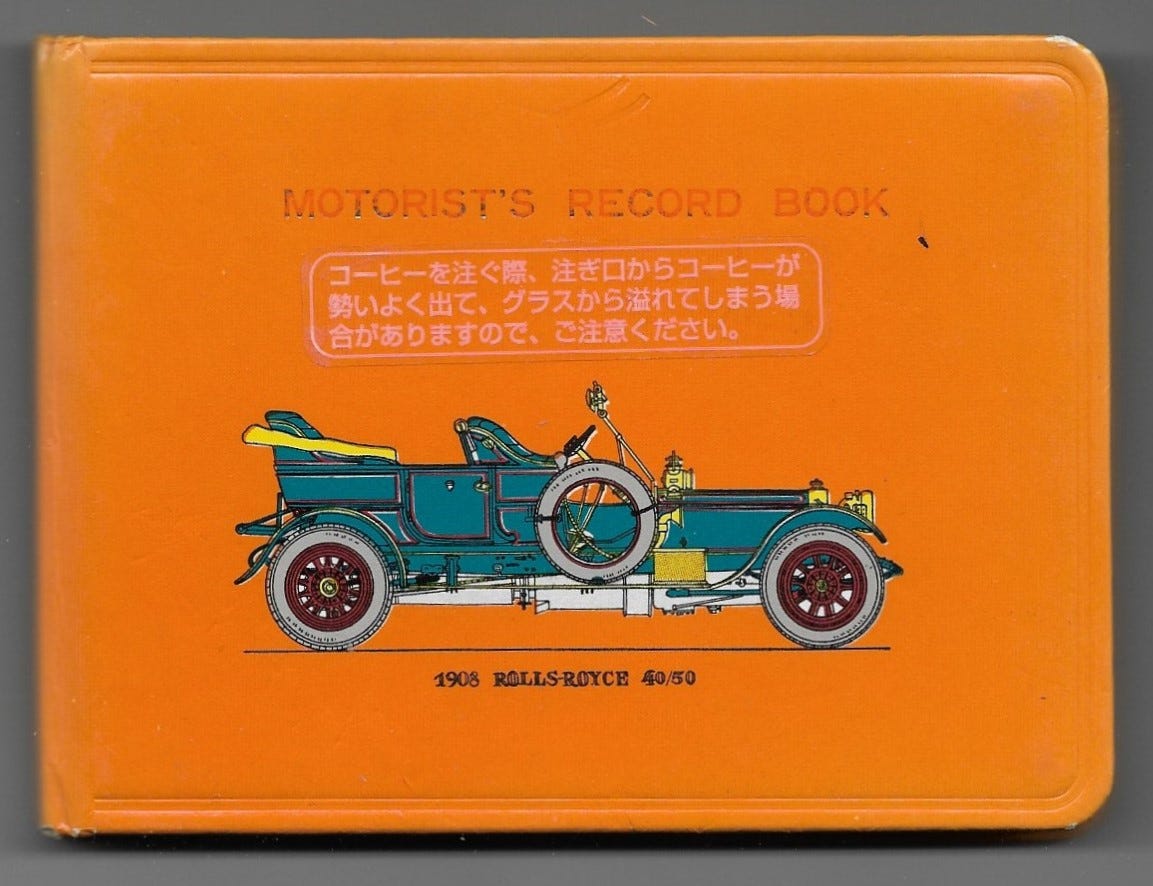 MOTORIST'S RECORD BOOK
コーヒーを注ぐ際、注ぎ口からコーヒーが
勢いよく出て、グラスから溢れてしまう場
合がありますので、ご注意ください。
1908 ROLLS-ROYCE 40/50